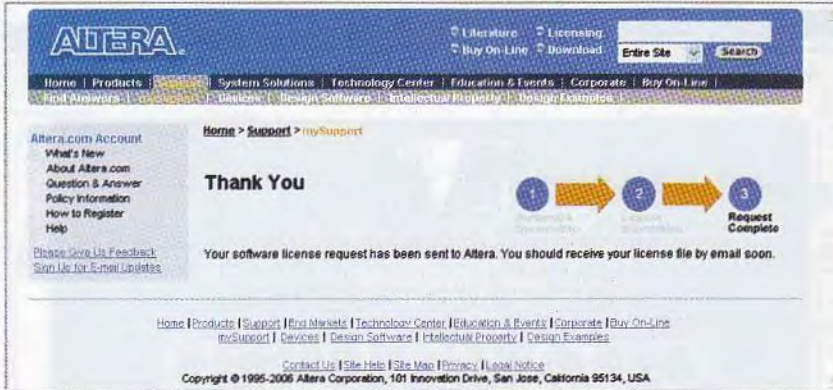 ALTERA.
Literature Licensing
Buy On-Line Download
Entire Site Search
Home | Products | Support | System Solutions | Technology Center | Education & Events | Corporate | Buy On-Line |
Find Answers | mySupport | Devices | Design Software | Intellectual Property | Design Examples |
Home > Support > mySupport
Altera.com Account
What's New
About Altera.com
Question & Answer
Policy Information
How to Register
Help
Please Give Us Feedback
Sign Up for E-mail Updates
Thank You
1 2 3
Request
Complete
Your software license request has been sent to Altera. You should receive your license file by email soon.
Home | Products | Support | End Markets | Technology Center | Education & Events | Corporate | Buy On-Line
mySupport | Devices | Design Software | Intellectual Property | Design Examples
Contact Us | Site Help | Site Map | Privacy | Legal Notice
Copyright © 1995-2006 Altera Corporation, 101 Innovation Drive, San Jose, California 95134, USA